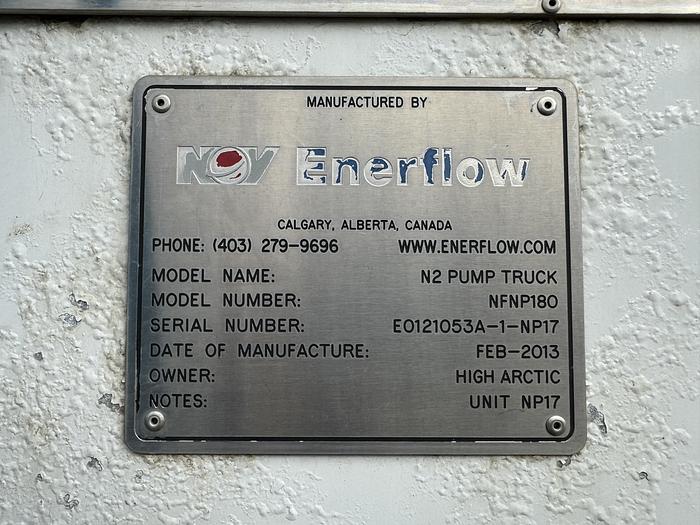 MANUFACTURED BY
NOV Enerflow
CALGARY, ALBERTA, CANADA
PHONE: (403) 279-9696 WWW.ENERFLOW.COM
MODEL NAME: N2 PUMP TRUCK
MODEL NUMBER: NFNP180
SERIAL NUMBER: E0121053A-1-NP17
DATE OF MANUFACTURE: FEB-2013
OWNER: HIGH ARCTIC
NOTES: UNIT NP17